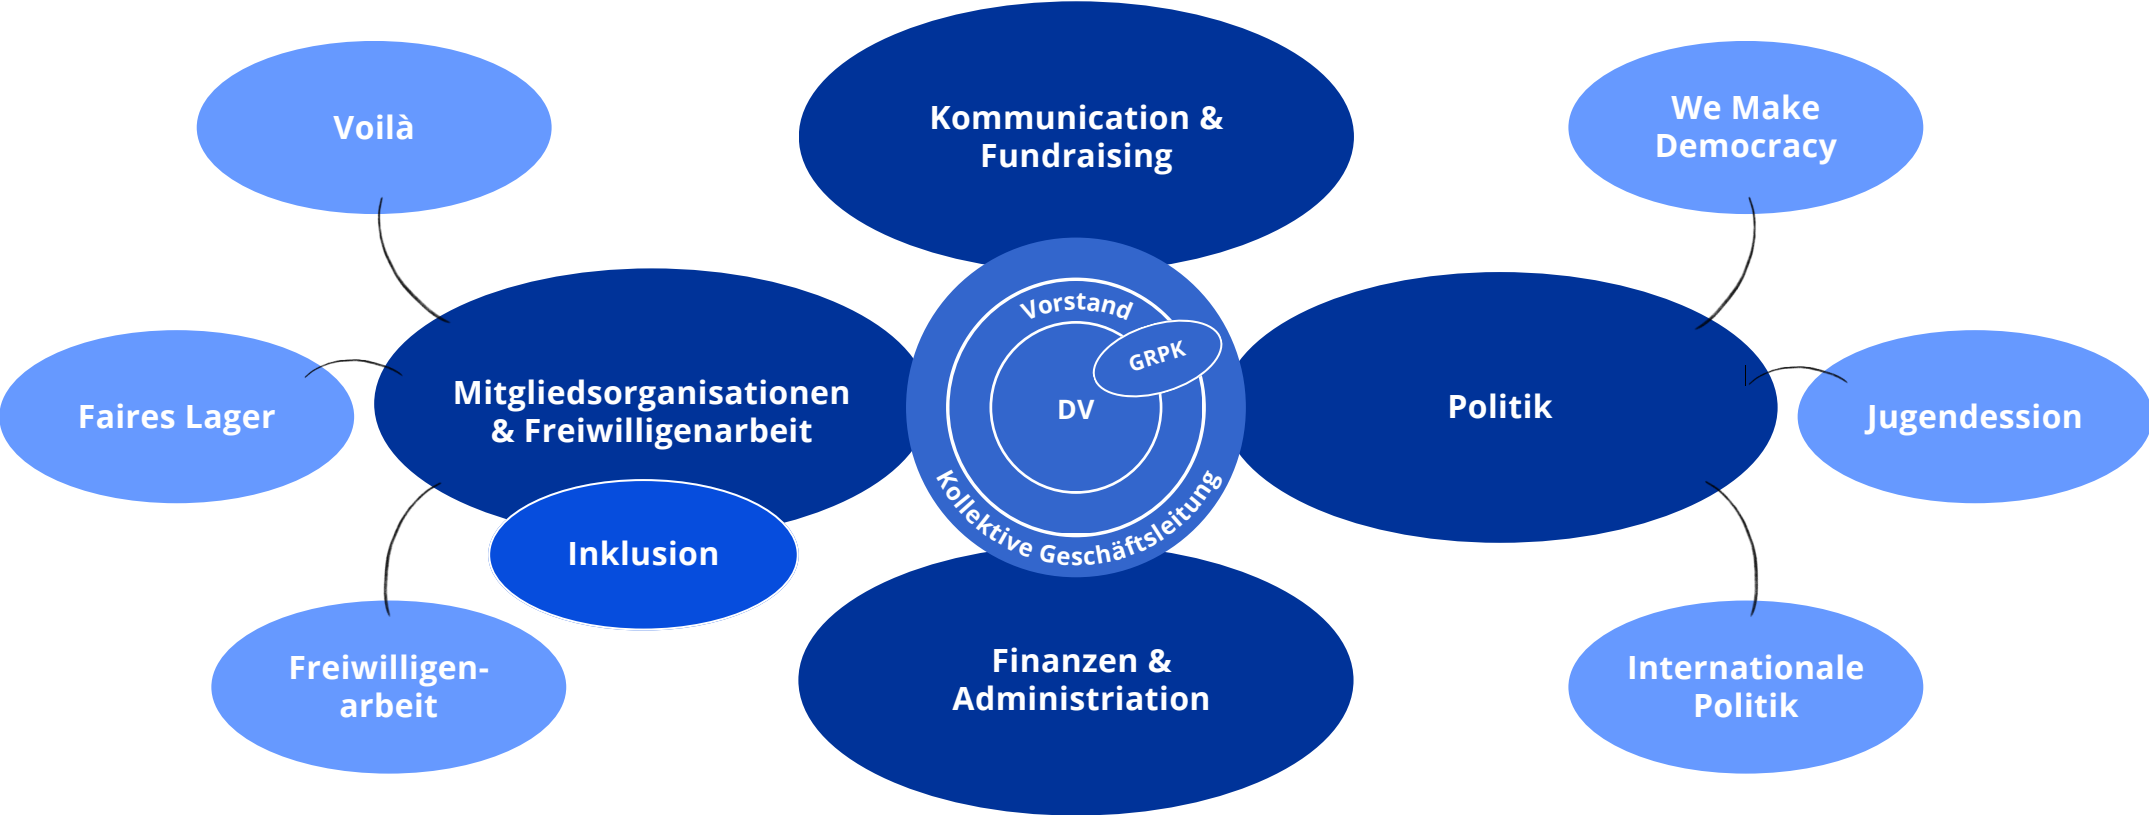 Kommunication &
Fundraising
Voilà
We Make
Democracy
Vorstand
GRPK
DV
Kollektive Geschäftsleitung
Mitgliedsorganisationen
& Freiwilligenarbeit
Politik
Faires Lager
Jugendession
Inklusion
Freiwilligen-
arbeit
Finanzen &
Administriation
Internationale
Politik